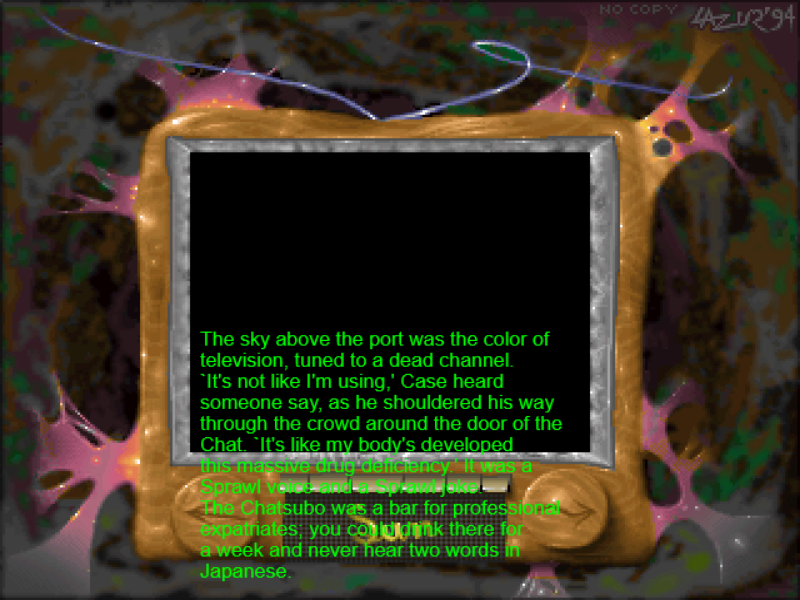 NO COPY LAZUR'94
The sky above the port was the color of
television, tuned to a dead channel.
`It's not like I'm using,' Case heard
someone say, as he shouldered his way
through the crowd around the door of the
Chat. `It's like my body's developed
this massive drug deficiency.' It was a
Sprawl voice and a Sprawl joke.
The Chatsubo was a bar for professional
expatriates; you could drink there for
a week and never hear two words in
Japanese.